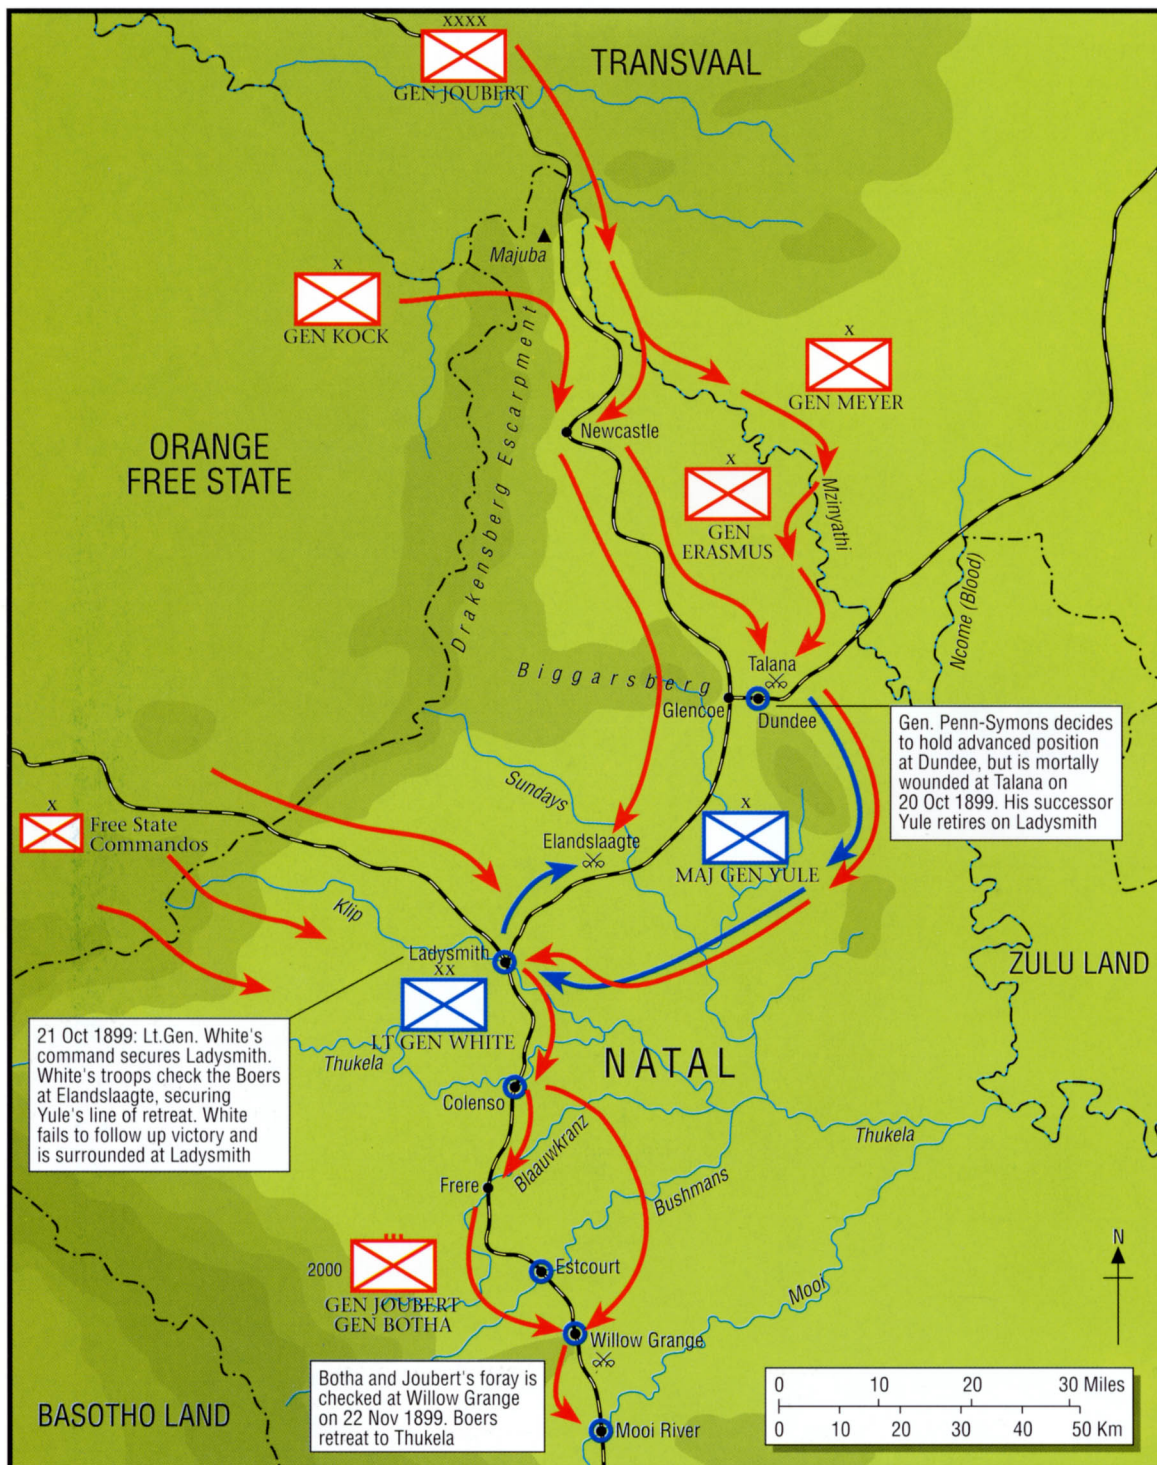 XXXX
GEN JOUBERT
TRANSVAAL
Majuba
X
GEN KOCK
X
GEN MEYER
Drakensberg Escarpment
Newcastle
ORANGE
FREE STATE
X
GEN
ERASMUS
Mzinyathi
Ncome (Blood)
Talana
Biggarsberg
Glencoe
Dundee
Gen. Penn-Symons decides
to hold advanced position
at Dundee, but is mortally
wounded at Talana on
20 Oct 1899. His successor
Yule retires on Ladysmith
Sundays
X
Free State
Commandos
Elandslaagte
X
MAJ GEN YULE
Klip
Ladysmith
XX
LT GEN WHITE
ZULU LAND
21 Oct 1899: Lt.Gen. White's
command secures Ladysmith.
White's troops check the Boers
at Elandslaagte, securing
Yule's line of retreat. White
fails to follow up victory and
is surrounded at Ladysmith
Thukela
NATAL
Colenso
Blaauwkranz
Thukela
Frere
Bushmans
2000
GEN JOUBERT
GEN BOTHA
Estcourt
Mooi
N
Willow Grange
Botha and Joubert's foray is
checked at Willow Grange
on 22 Nov 1899. Boers
retreat to Thukela
BASOTHO LAND
Mooi River
0 10 20 30 Miles
0 10 20 30 40 50 Km